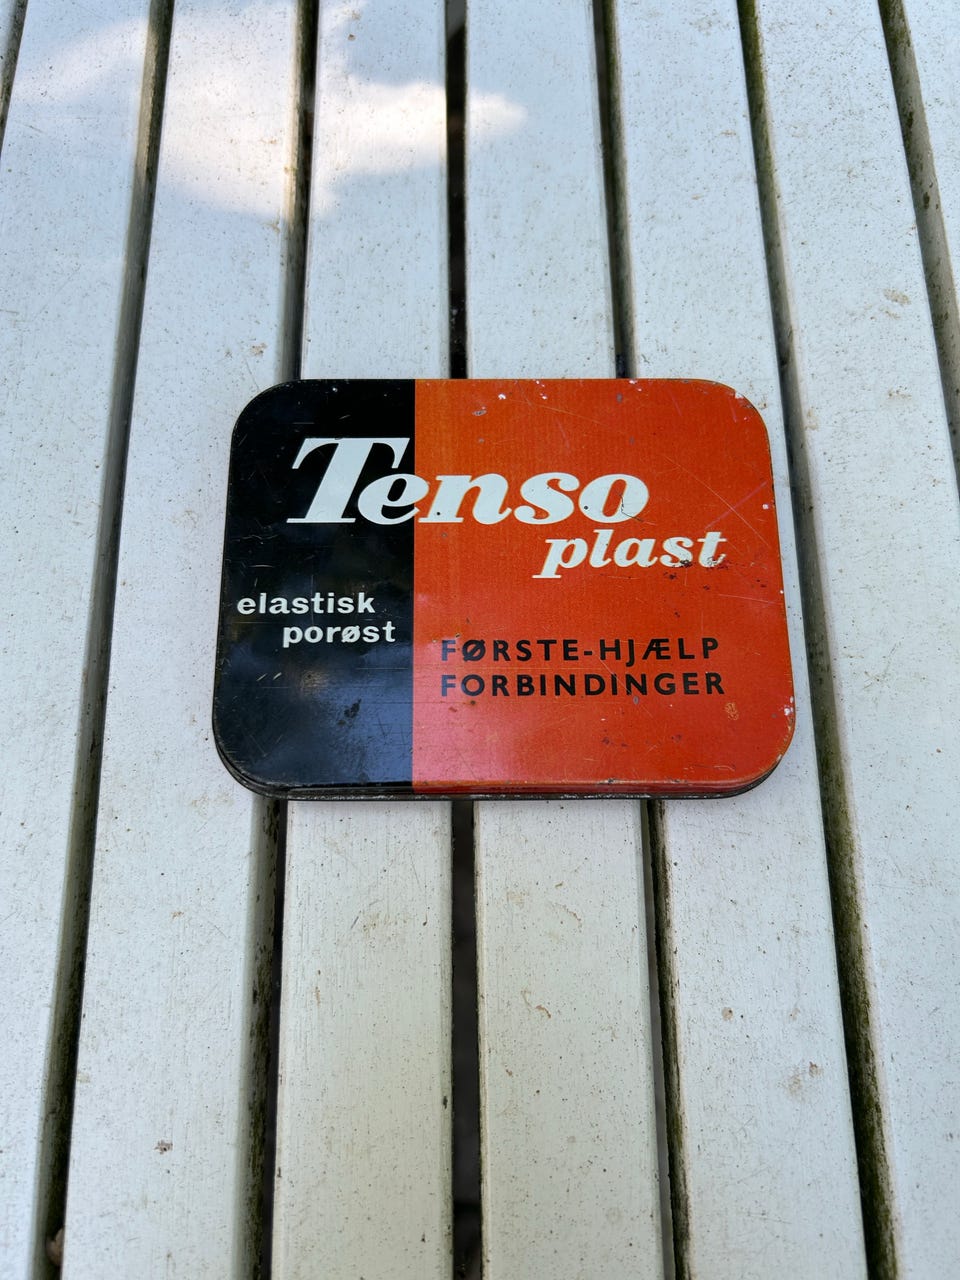 Tenso
plast
elastisk
porøst
FØRSTE-HJÆLP
FORBINDINGER